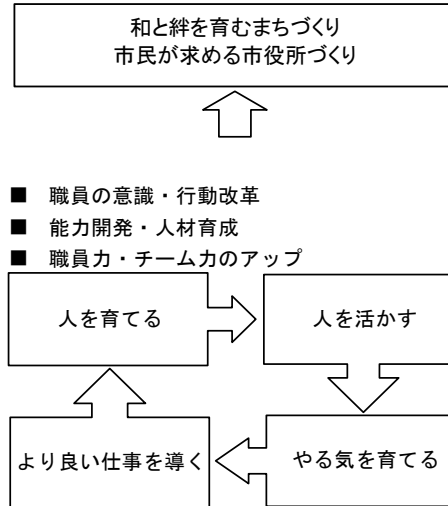 和と絆を育むまちづくり
市民が求める市役所づくり
■ 職員の意識・行動改革
■ 能力開発・人材育成
■ 職員力・チーム力のアップ
人を育てる
人を活かす
より良い仕事を導く
やる気を育てる